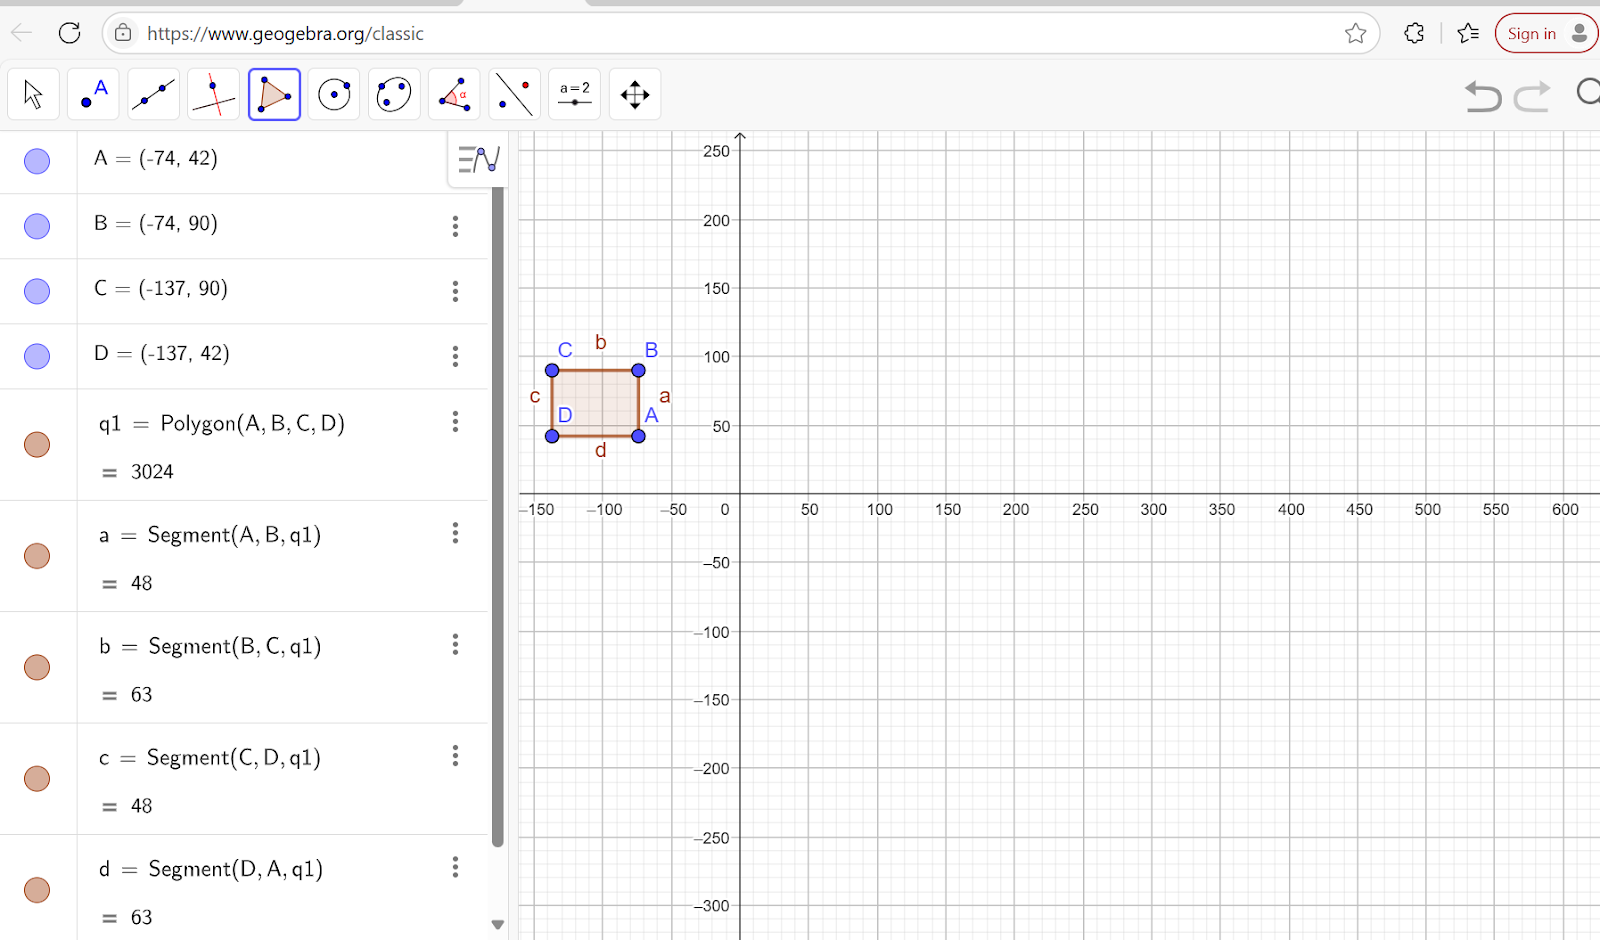 https://www.geogebra.org/classic
Sign in
A
α
a=2
A = (-74, 42)
B = (-74, 90)
C = (-137, 90)
D = (-137, 42)
q1 = Polygon(A, B, C, D)
= 3024
a = Segment(A, B, q1)
= 48
b = Segment(B, C, q1)
= 63
c = Segment(C, D, q1)
= 48
d = Segment(D, A, q1)
= 63
250
200
150
100
50
C b B
c a
D A
d
–150 –100 –50 0 50 100 150 200 250 300 350 400 450 500 550 600
–50
–100
–150
–200
–250
–300